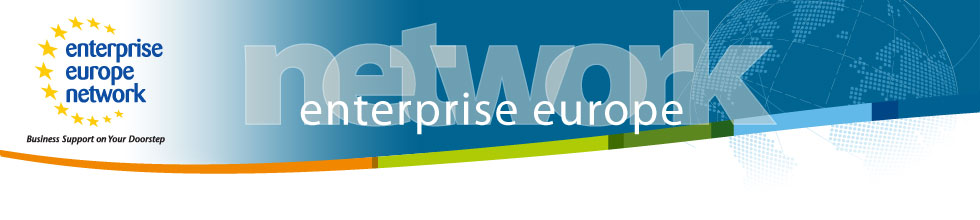 enterprise
europe
network
Business Support on Your Doorstep
network
enterprise europe